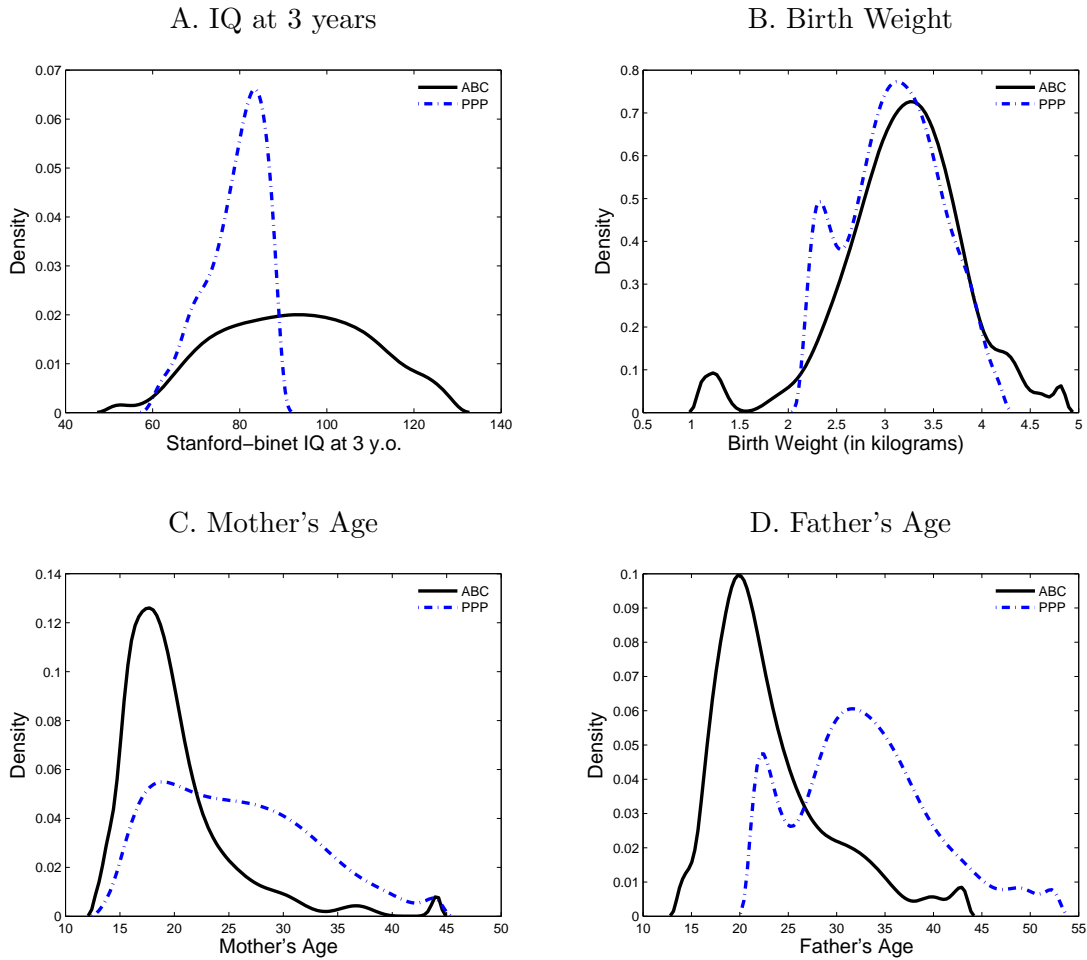 A. IQ at 3 years
0.07
0.06
0.05
0.04
0.03
0.02
0.01
0
Density
ABC
PPP
40 60 80 100 120 140
Stanford−binet IQ at 3 y.o.
B. Birth Weight
0.8
0.7
0.6
0.5
0.4
0.3
0.2
0.1
0
Density
ABC
PPP
0.5 1 1.5 2 2.5 3 3.5 4 4.5 5
Birth Weight (in kilograms)
C. Mother's Age
0.14
0.12
0.1
0.08
0.06
0.04
0.02
0
Density
ABC
PPP
10 15 20 25 30 35 40 45 50
Mother's Age
D. Father's Age
0.1
0.09
0.08
0.07
0.06
0.05
0.04
0.03
0.02
0.01
0
Density
ABC
PPP
10 15 20 25 30 35 40 45 50 55
Father's Age